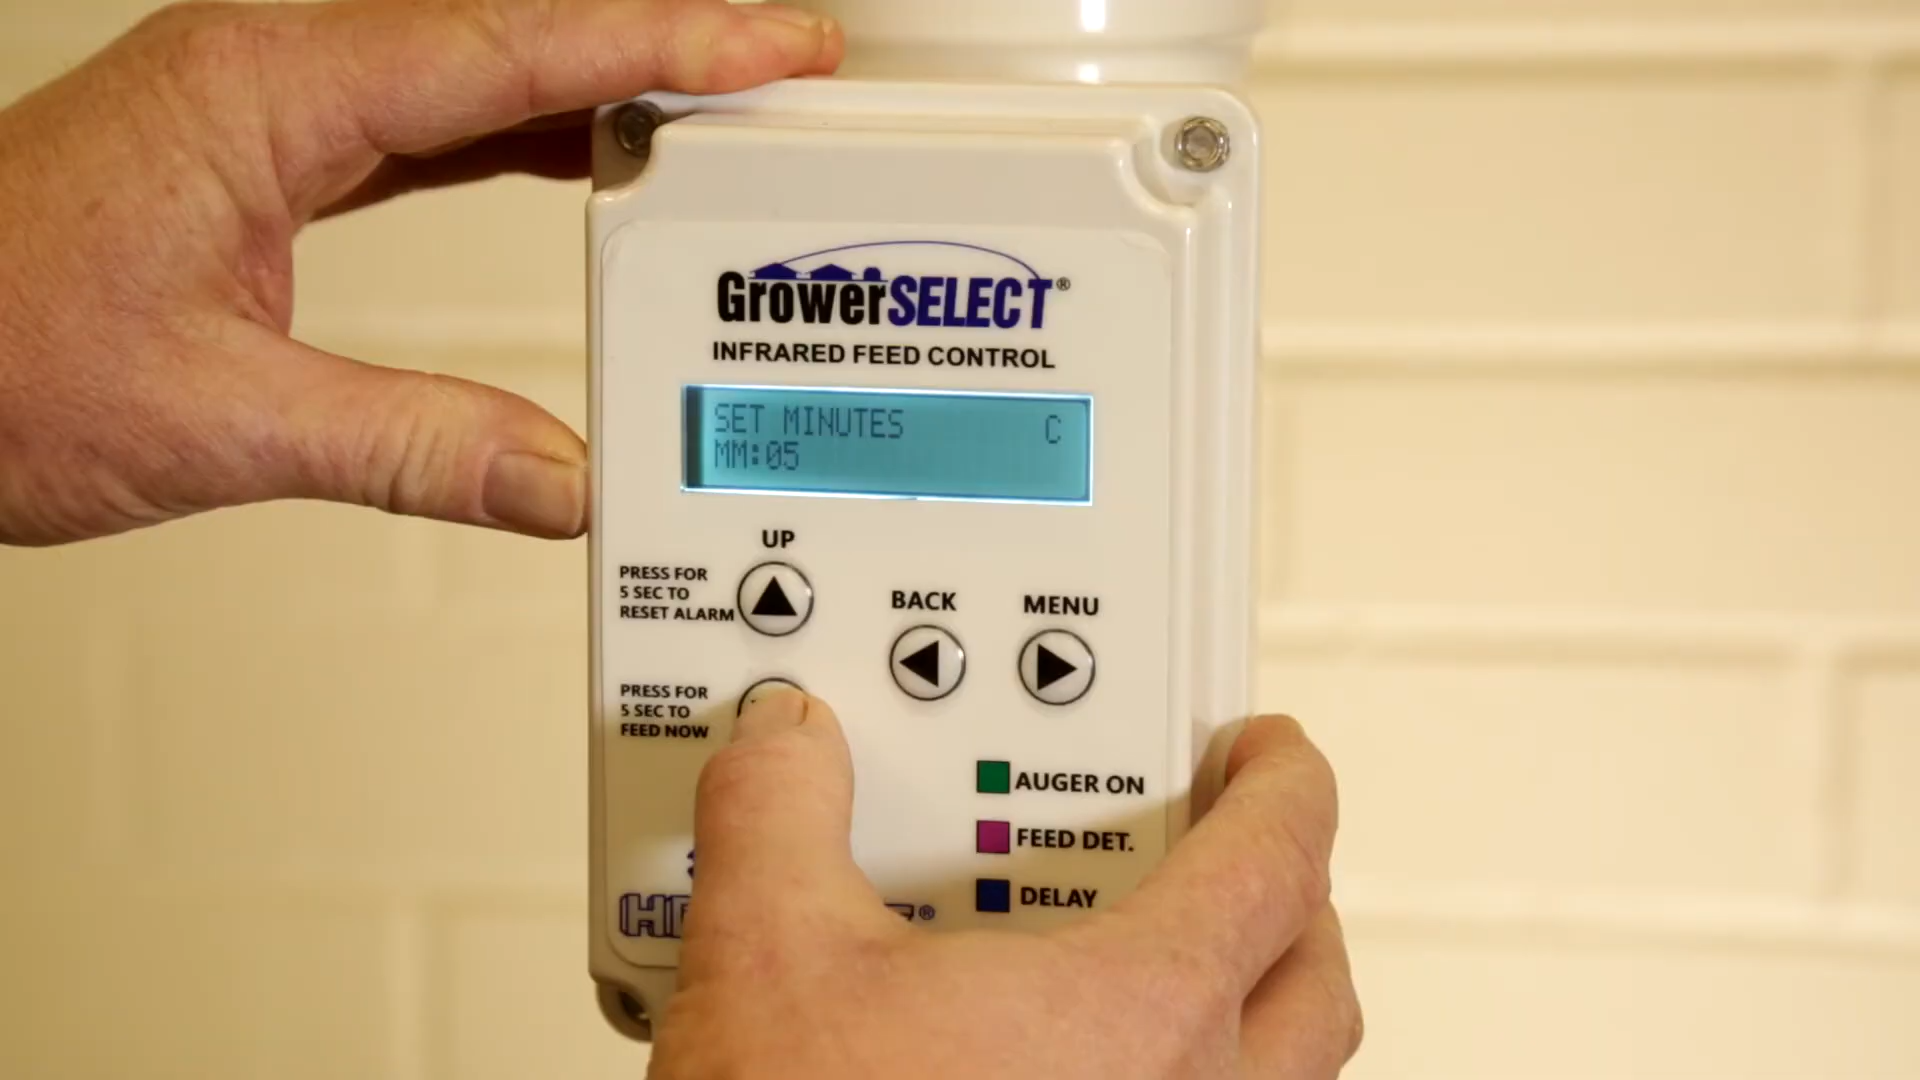 GrowerSELECT®
INFRARED FEED CONTROL
SET MINUTES C
MM:05
UP
PRESS FOR
5 SEC TO
RESET ALARM
BACK
MENU
PRESS FOR
5 SEC TO
FEED NOW
AUGER ON
FEED DET.
DELAY